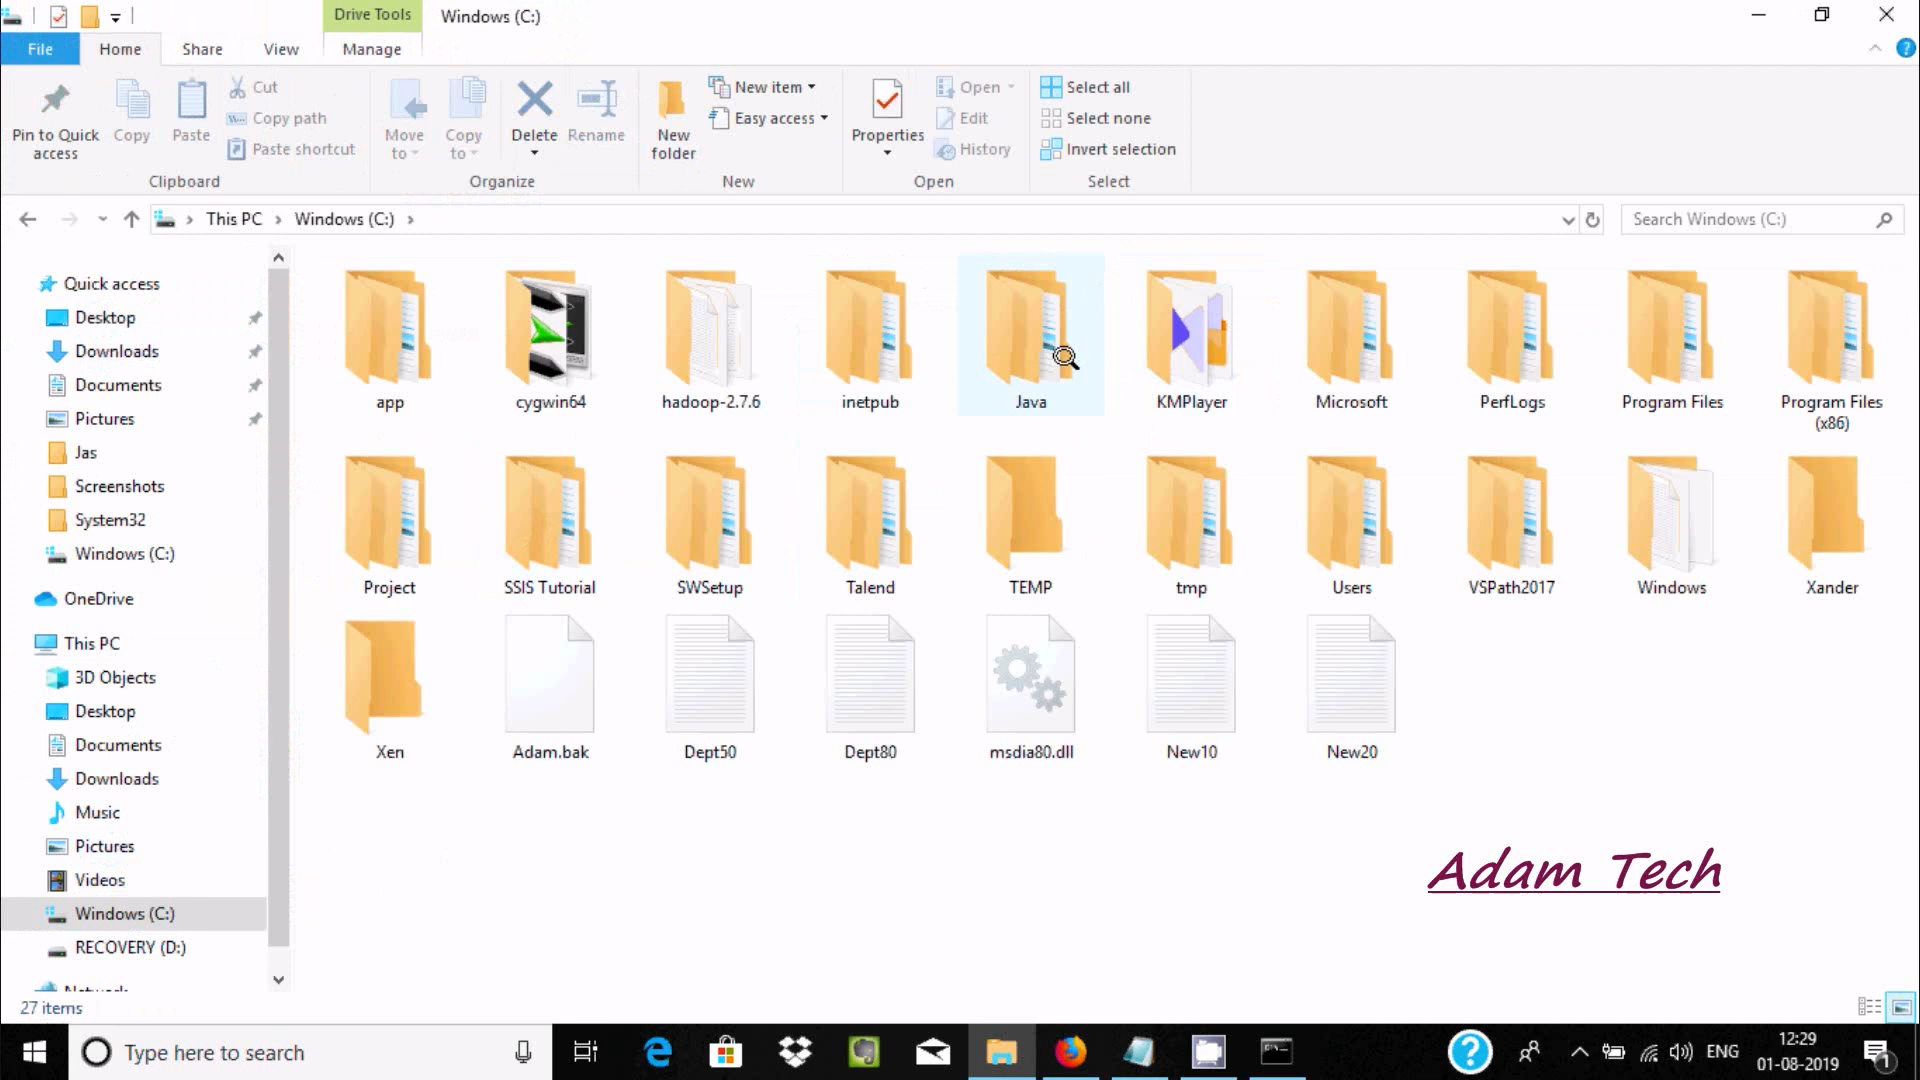 Drive Tools
Windows (C:)
File
Home
Share
View
Manage
Pin to Quick access
Copy
Paste
Cut
Copy path
Paste shortcut
Clipboard
Move to
Copy to
Delete
Rename
Organize
New folder
New item
Easy access
New
Properties
Open
Edit
History
Open
Select all
Select none
Invert selection
Select
This PC
Windows (C:)
Search Windows (C:)
Quick access
Desktop
Downloads
Documents
Pictures
Jas
Screenshots
System32
Windows (C:)
OneDrive
This PC
3D Objects
Desktop
Documents
Downloads
Music
Pictures
Videos
Windows (C:)
RECOVERY (D:)
app
cygwin64
hadoop-2.7.6
inetpub
Java
KMPlayer
Microsoft
PerfLogs
Program Files
Program Files (x86)
Project
SSIS Tutorial
SWSetup
Talend
TEMP
tmp
Users
VSPath2017
Windows
Xander
Xen
Adam.bak
Dept50
Dept80
msdia80.dll
New10
New20
Adam Tech
27 items
Type here to search
ENG
12:29
01-08-2019
1